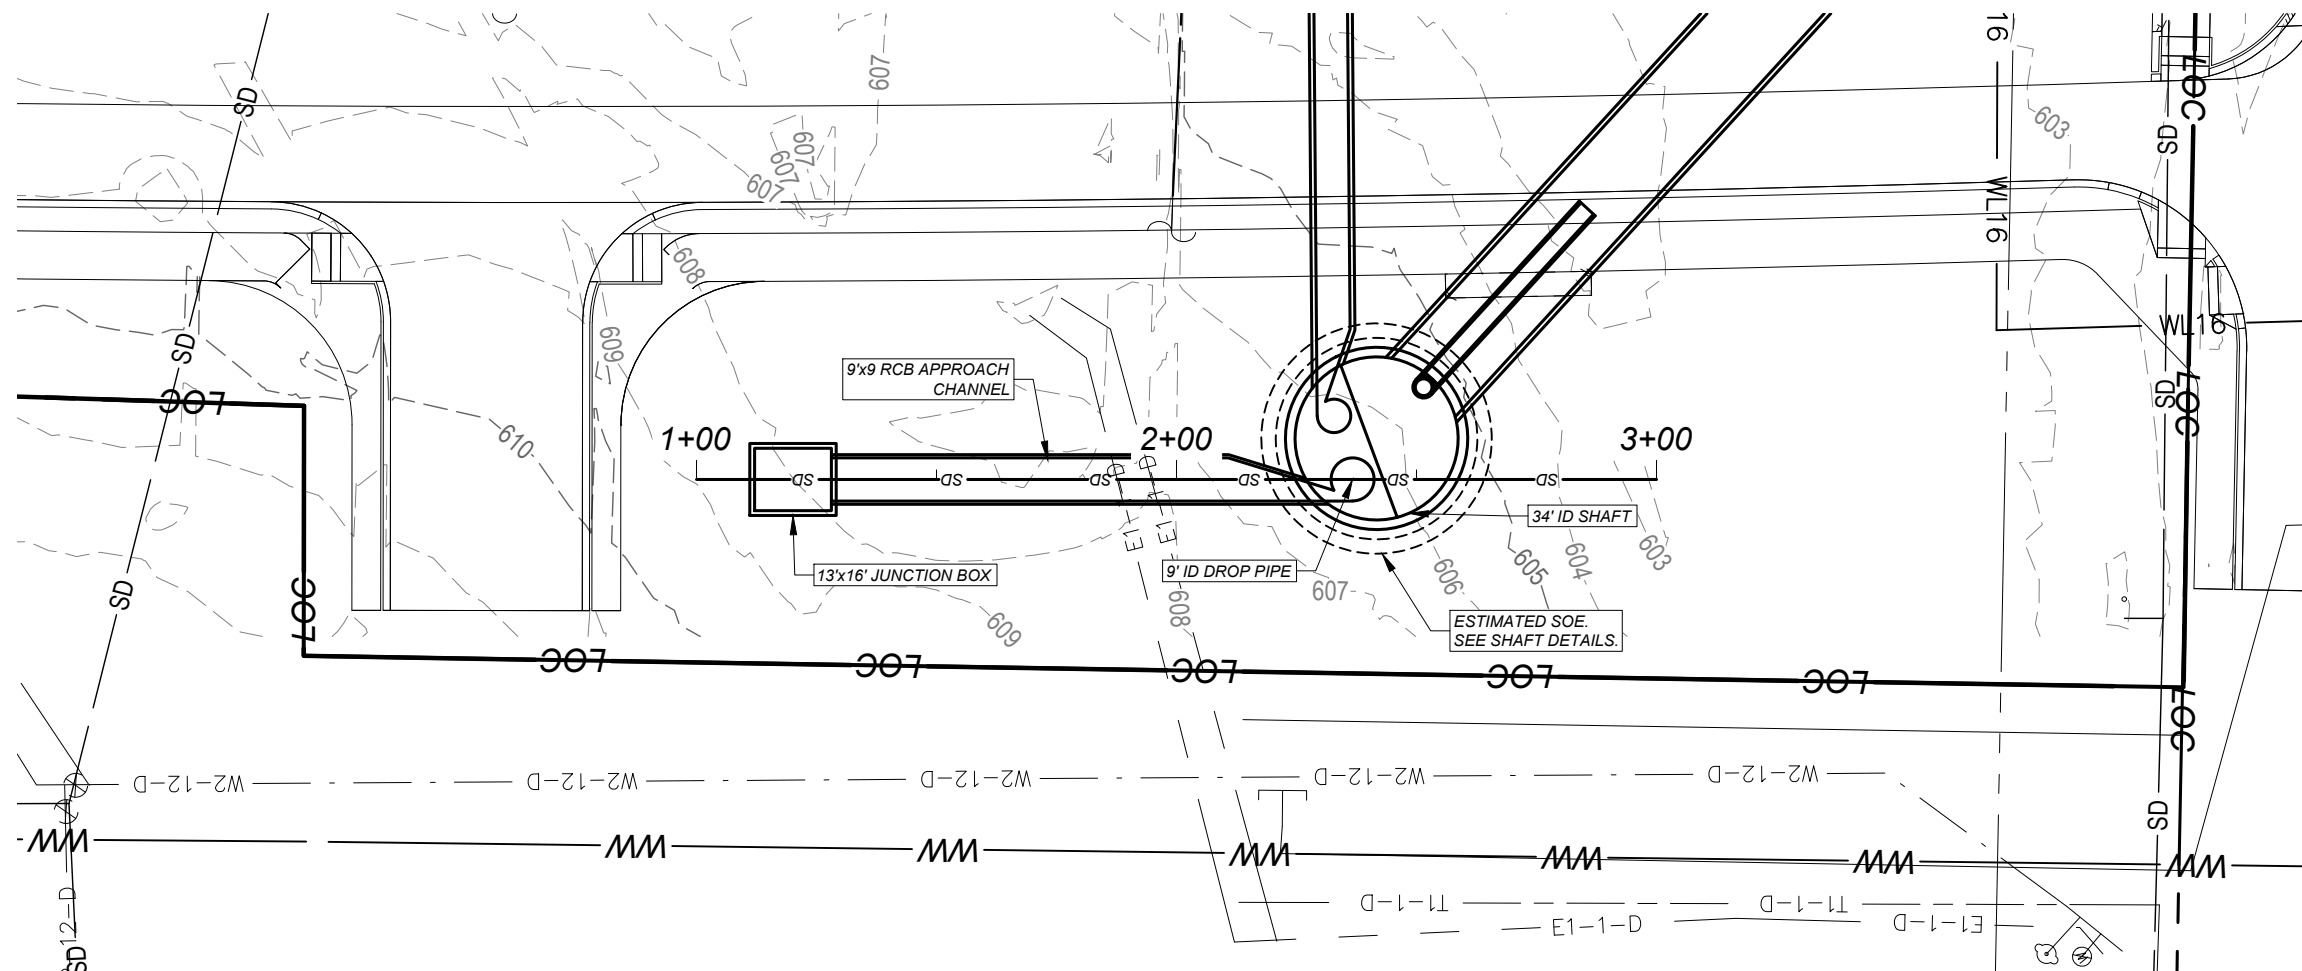 16
LOC
SD
607
SD
603
607
607
607
WL16
608
SD
609
WL16
9'x9 RCB APPROACH
CHANNEL
LOC
SD
LOC
610
1+00
2+00
3+00
D
D
SD
SD
SD
SD
SD
SD
34' ID SHAFT
E1-1
E1-1
603
604
605
606
13'x16' JUNCTION BOX
9' ID DROP PIPE
607
608
SD
LOC
609
ESTIMATED SOE.
SEE SHAFT DETAILS.
LOC
LOC
LOC
LOC
LOC
LOC
W2-12-D
W2-12-D
W2-12-D
W2-12-D
W2-12-D
SD
WW
WW
WW
WW
WW
WW
WW
12-D
T1-1-D
T1-1-D
E1-1-D
E1-1-D
SD